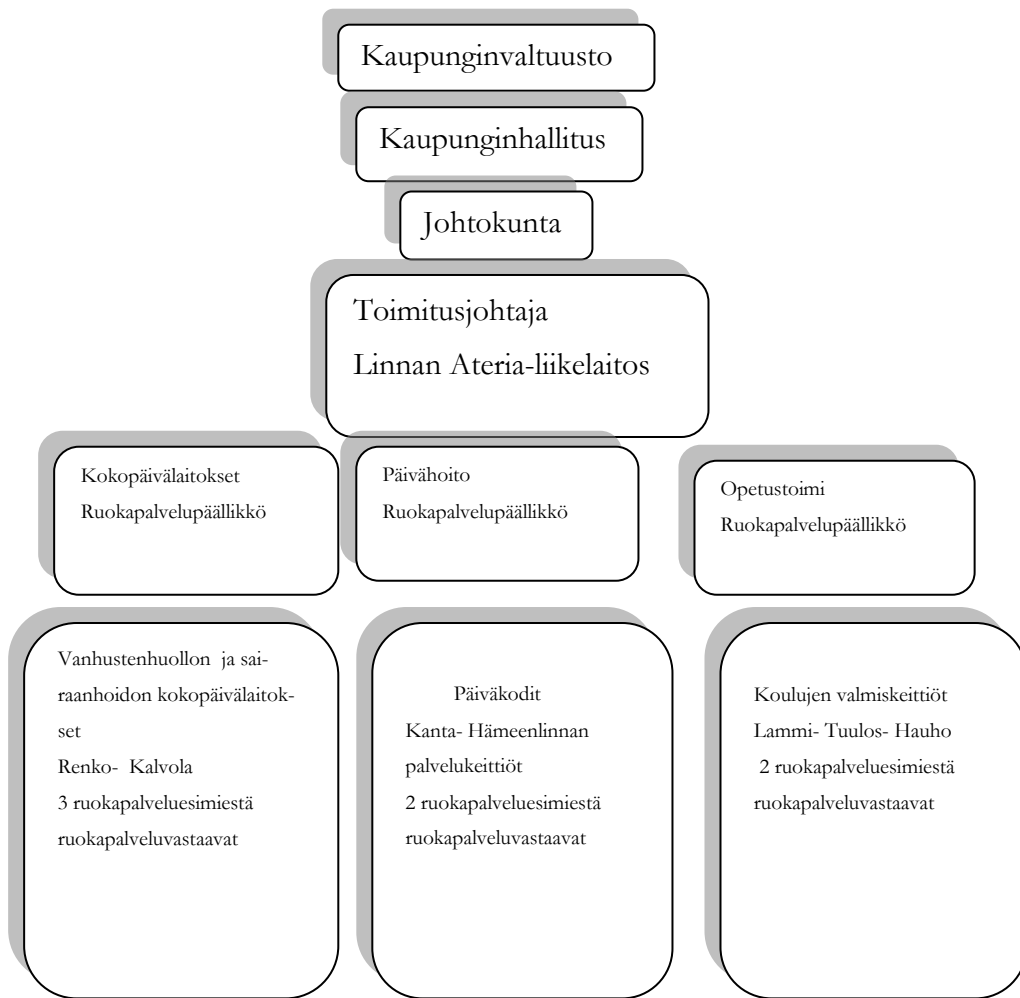 Kaupunginvaltuusto
Kaupunginhallitus
Johtokunta
Toimitusjohtaja
Linnan Ateria-liikelaitos
Kokopäivälaitokset
Ruokapalvelupäällikkö
Päivähoito
Ruokapalvelupäällikkö
Opetustoimi
Ruokapalvelupäällikkö
Vanhustenhuollon ja sai-
raanhoidon kokopäivälaitok-
set
Renko- Kalvola
3 ruokapalveluesimiestä
ruokapalveluvastaavat
Päiväkodit
Kanta- Hämeenlinnan
palvelukeittiöt
2 ruokapalveluesimiestä
ruokapalveluvastaavat
Koulujen valmiskeittiöt
Lammi- Tuulos- Hauho
2 ruokapalveluesimiestä
ruokapalveluvastaavat